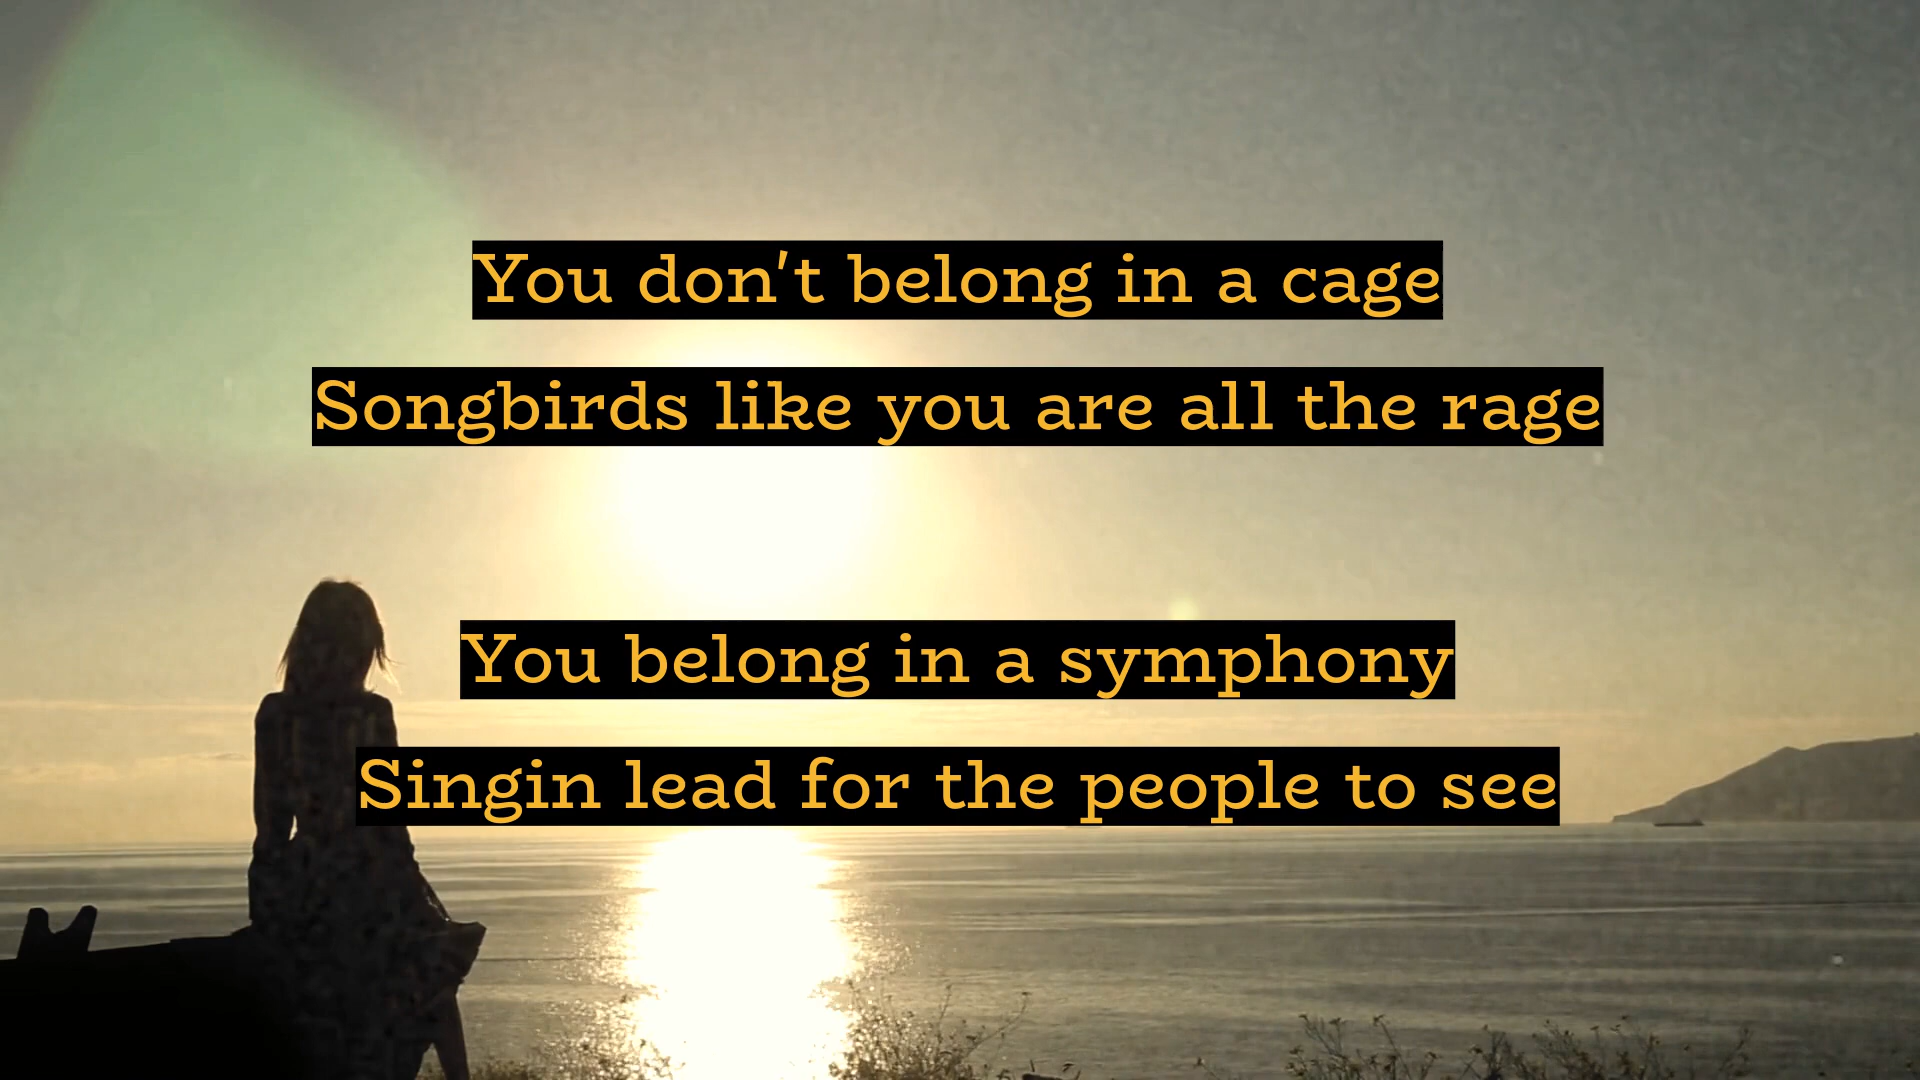 You don't belong in a cage
Songbirds like you are all the rage
You belong in a symphony
Singin lead for the people to see